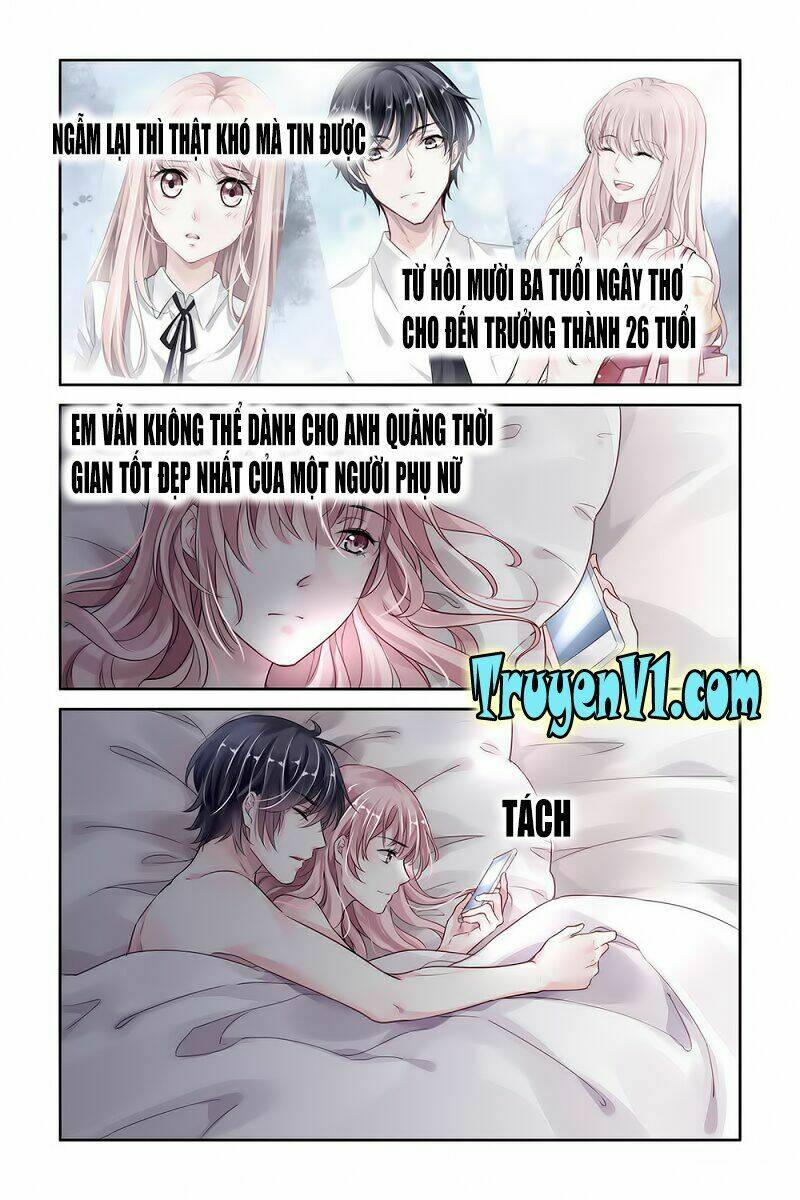 NGẪM LẠI THÌ THẬT KHÓ MÀ TIN ĐƯỢC
TỪ HỒI MƯỜI BA TUỔI NGÂY THƠ
CHO ĐẾN TRƯỞNG THÀNH 26 TUỔI
EM VẪN KHÔNG THỂ DÀNH CHO ANH QUÃNG THỜI
GIAN TỐT ĐẸP NHẤT CỦA MỘT NGƯỜI PHỤ NỮ
TruyenV1.com
TÁCH